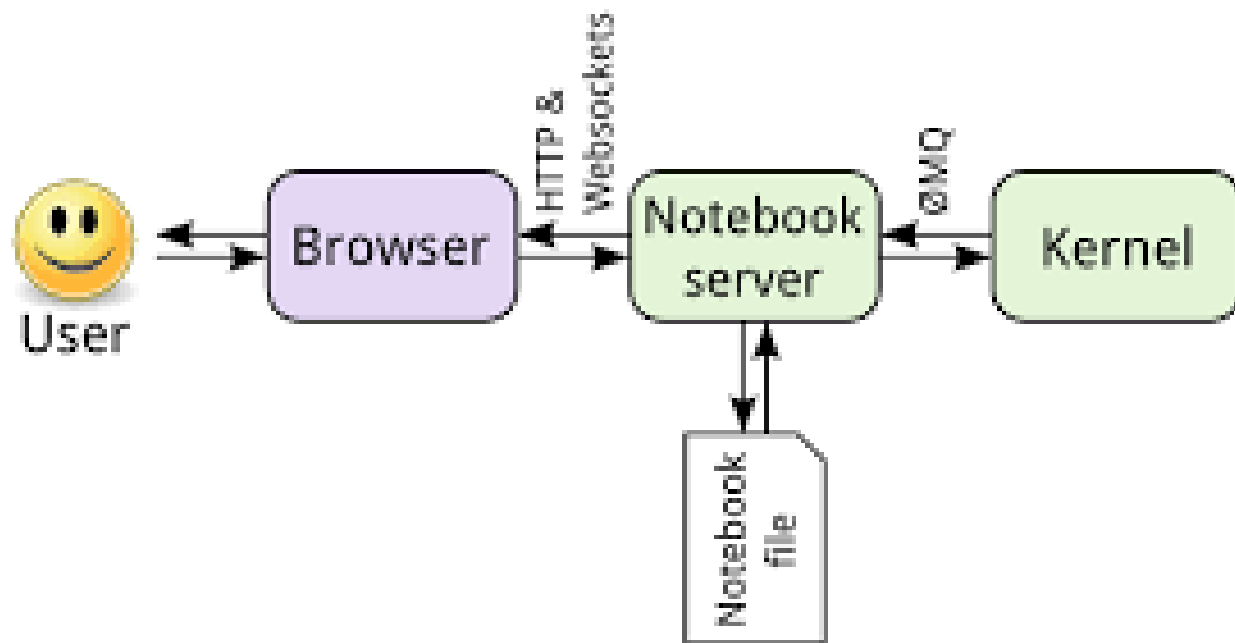 User
Browser
HTTP &
Websockets
Notebook
server
ØMQ
Kernel
Notebook
file